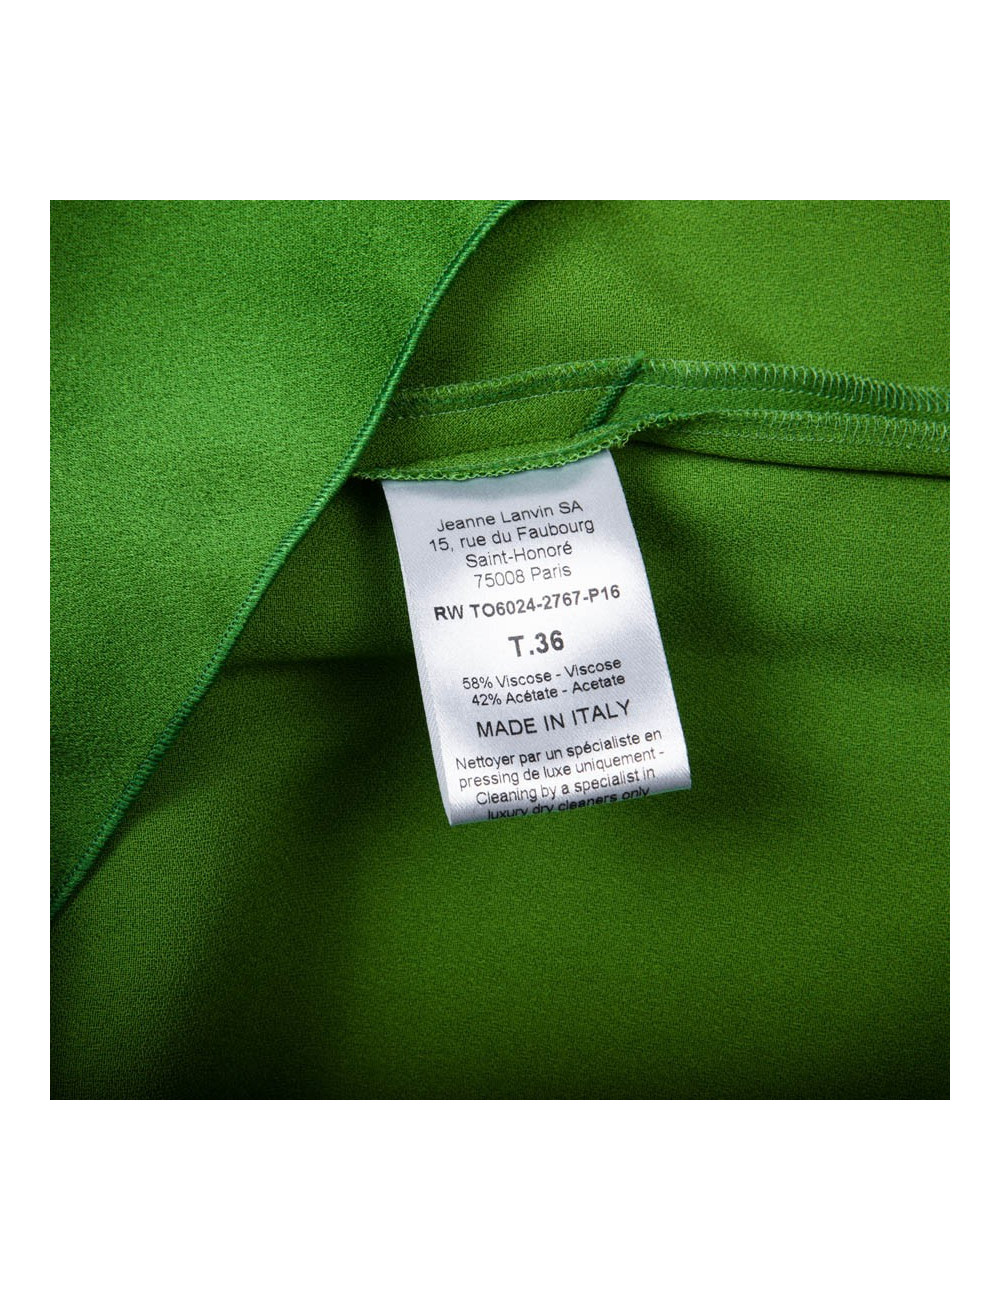 Jeanne Lanvin SA
15, rue du Faubourg
Saint-Honoré
75008 Paris
RW TO6024-2767-P16
T.36
58% Viscose - Viscose
42% Acétate - Acetate
MADE IN ITALY
Nettoyer par un spécialiste en
pressing de luxe uniquement -
Cleaning by a specialist in
luxury dry cleaners only